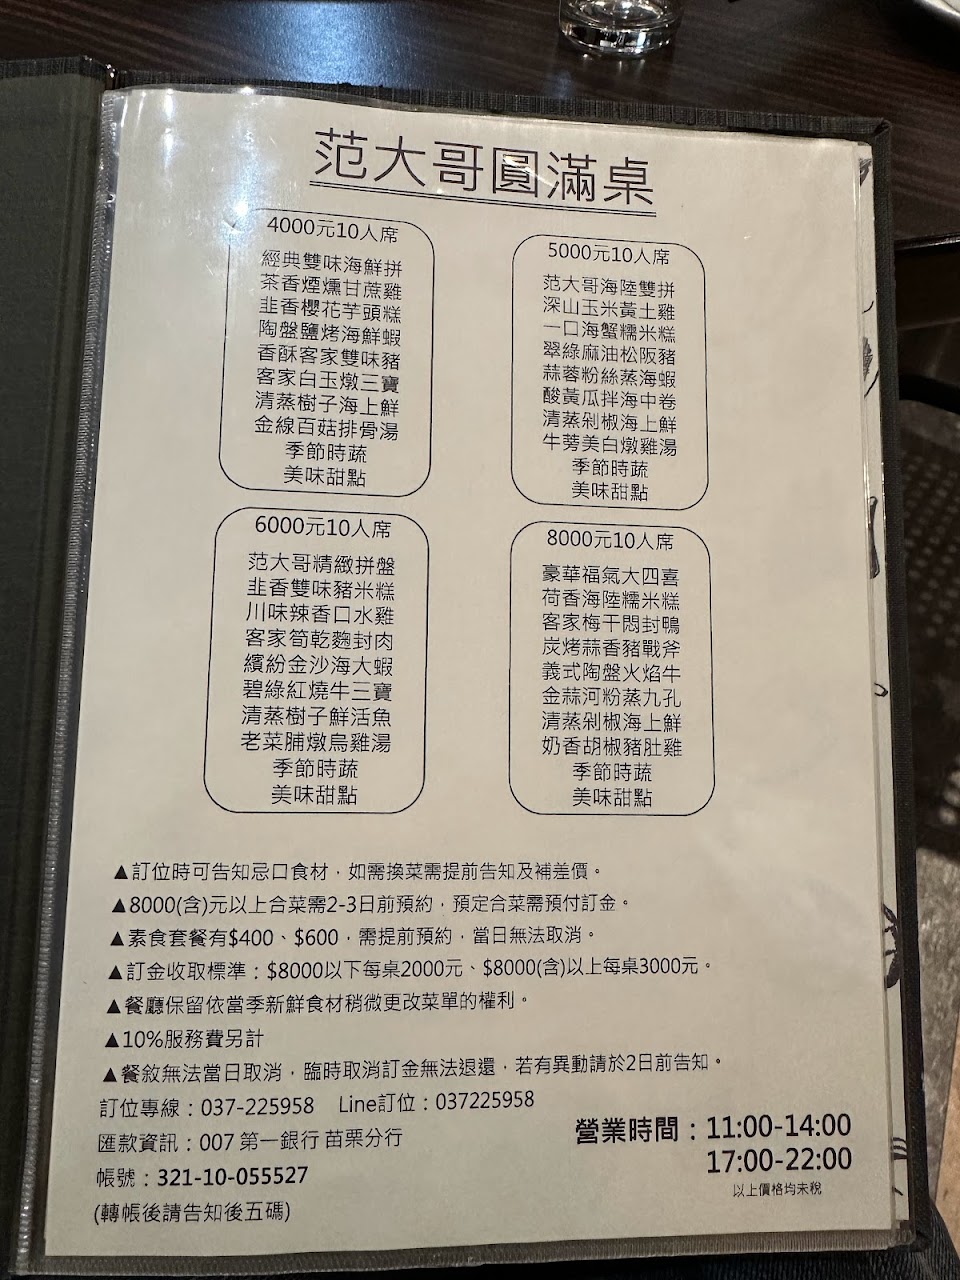 范大哥圓滿桌
4000元10人席
經典雙味海鮮拼
茶香煙燻甘蔗雞
韭香櫻花芋頭糕
陶盤鹽烤海鮮蝦
香酥客家雙味豬
客家白玉燉三寶
清蒸樹子海上鮮
金線百菇排骨湯
季節時蔬
美味甜點
5000元10人席
范大哥海陸雙拼
深山玉米黃土雞
一口海蟹糯米糕
翠綠麻油松阪豬
蒜蓉粉絲蒸海蝦
酸黃瓜拌海中卷
清蒸剁椒海上鮮
牛蒡美白燉雞湯
季節時蔬
美味甜點
6000元10人席
范大哥精緻拼盤
韭香雙味豬米糕
川味辣香口水雞
客家筍乾麴封肉
繽紛金沙海大蝦
碧綠紅燒牛三寶
清蒸樹子鮮活魚
老菜脯燉烏雞湯
季節時蔬
美味甜點
8000元10人席
豪華福氣大四喜
荷香海陸糯米糕
客家梅干悶封鴨
炭烤蒜香豬戰斧
義式陶盤火焰牛
金蒜河粉蒸九孔
清蒸剁椒海上鮮
奶香胡椒豬肚雞
季節時蔬
美味甜點
▲訂位時可告知忌口食材，如需換菜需提前告知及補差價。
▲8000(含)元以上合菜需2-3日前預約，預定合菜需預付訂金。
▲素食套餐有$400、$600，需提前預約，當日無法取消。
▲訂金收取標準：$8000以下每桌2000元、$8000(含)以上每桌3000元。
▲餐廳保留依當季新鮮食材稍微更改菜單的權利。
▲10%服務費另計
▲餐敘無法當日取消，臨時取消訂金無法退還，若有異動請於2日前告知。
訂位專線：037-225958 Line訂位：037225958
匯款資訊：007 第一銀行 苗栗分行
帳號：321-10-055527
(轉帳後請告知後五碼)
營業時間：11:00-14:00
17:00-22:00
以上價格均未稅